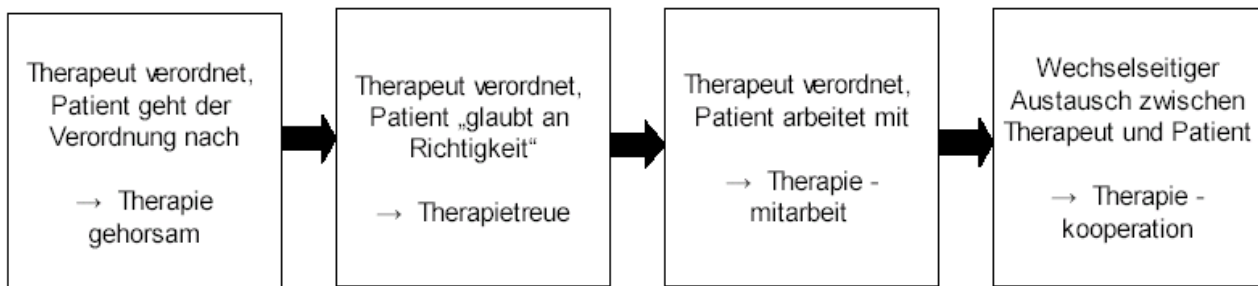 Therapeut verordnet,
Patient geht der
Verordnung nach
→ Therapie
gehorsam
Therapeut verordnet,
Patient „glaubt an
Richtigkeit“
→ Therapietreue
Therapeut verordnet,
Patient arbeitet mit
→ Therapie -
mitarbeit
Wechselseitiger
Austausch zwischen
Therapeut und Patient
→ Therapie -
kooperation